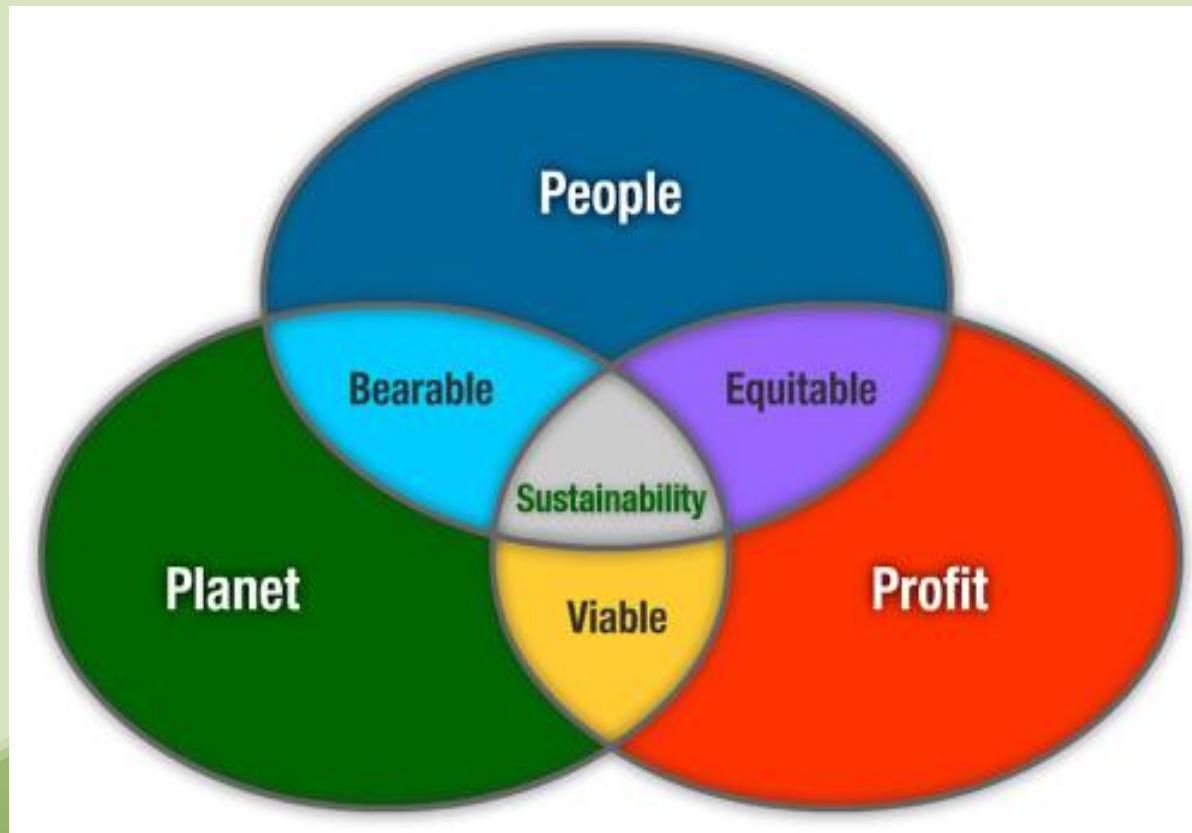 People
Bearable
Equitable
Sustainability
Planet
Profit
Viable